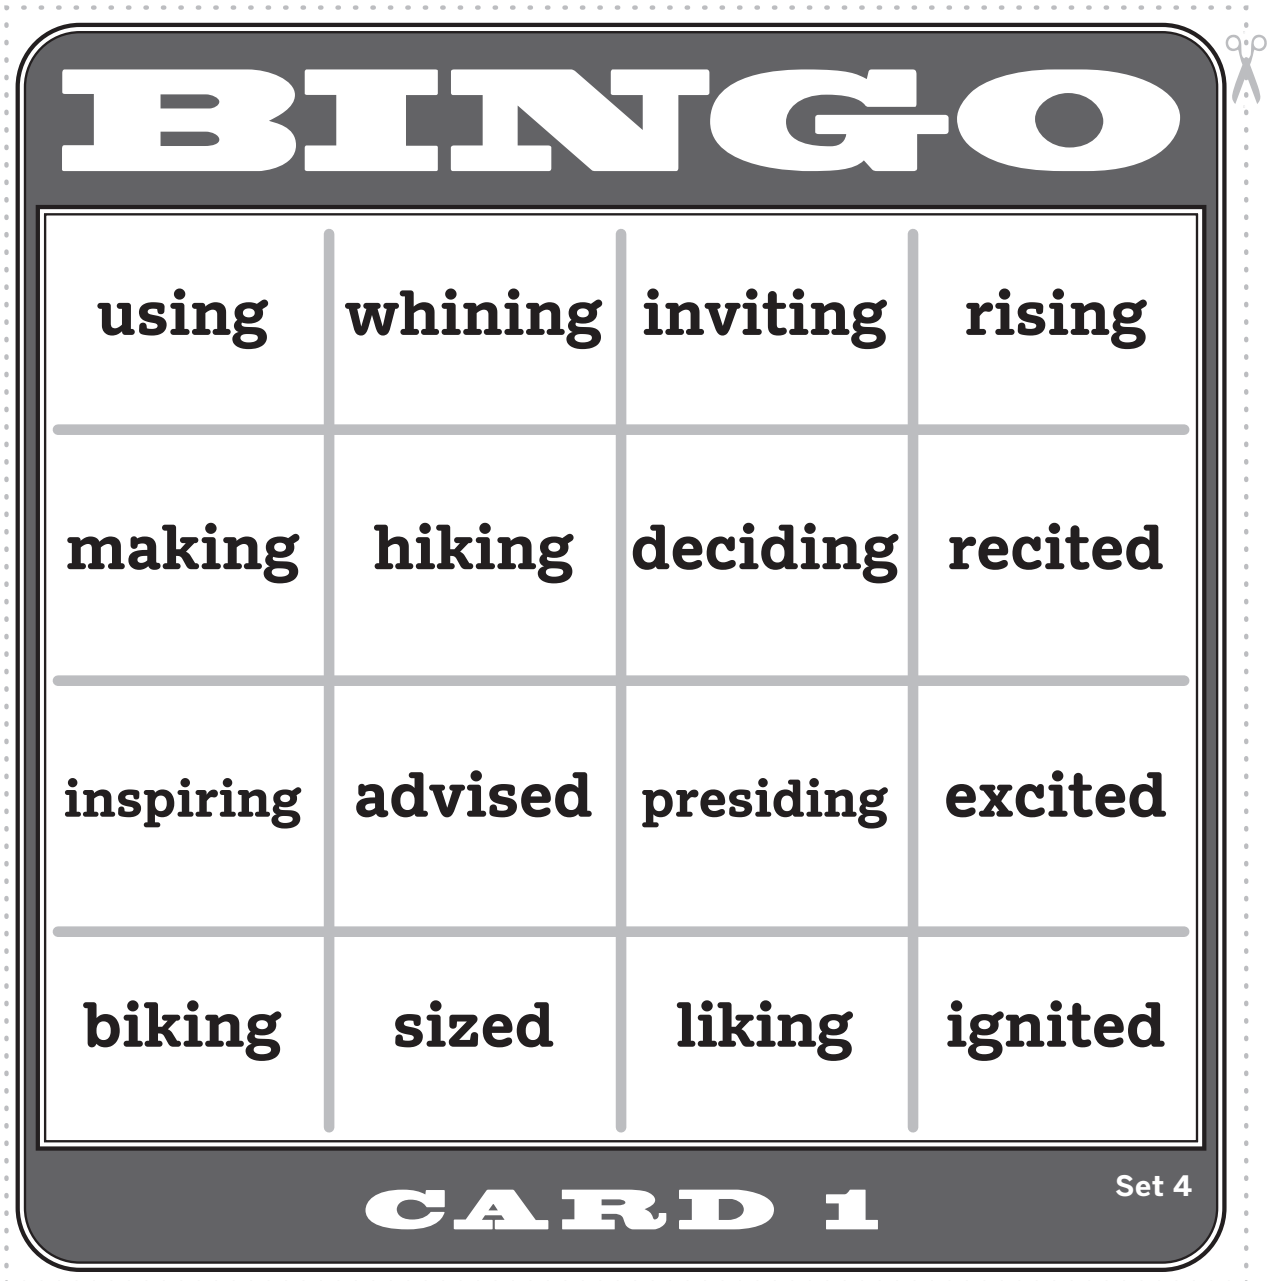 BINGO
using whining inviting rising
making hiking deciding recited
inspiring advised presiding excited
biking sized liking ignited
Set 4
CARD 1